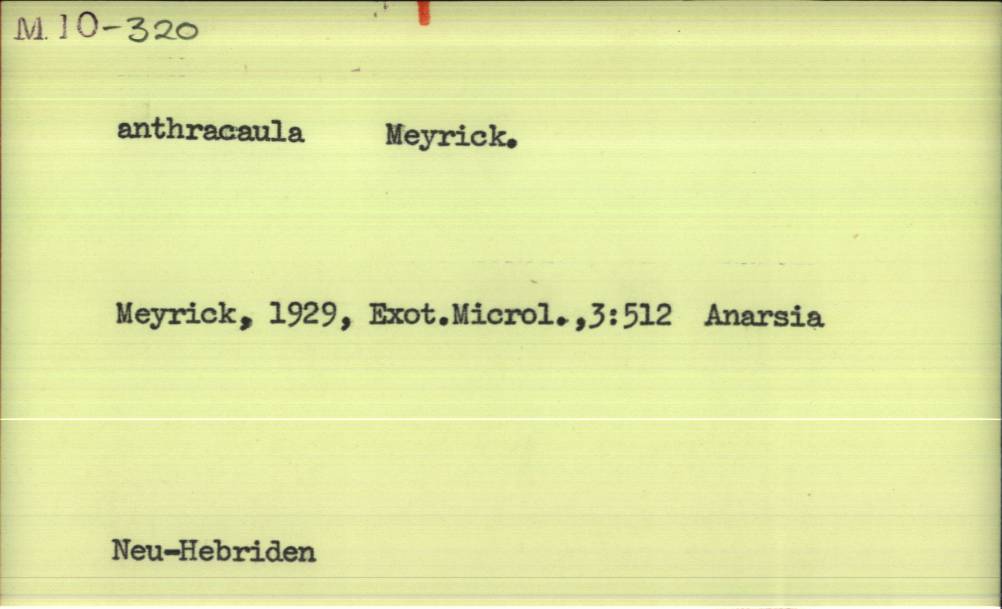 M.10-320
anthracaula Meyrick.
Meyrick, 1929, Exot.Microl.,3:512 Anarsia
Neu-Hebriden